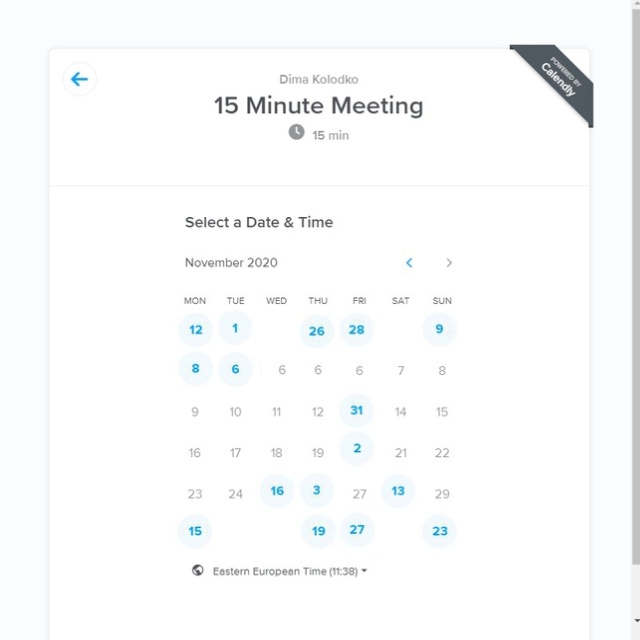 POWERED BY
Calendly
Dima Kolodko
15 Minute Meeting
15 min
Select a Date & Time
November 2020
MON TUE WED THU FRI SAT SUN
12 1 26 28 9
8 6 6 6 6 7 8
9 10 11 12 31 14 15
16 17 18 19 2 21 22
23 24 16 3 27 13 29
15 19 27 23
Eastern European Time (11:38)